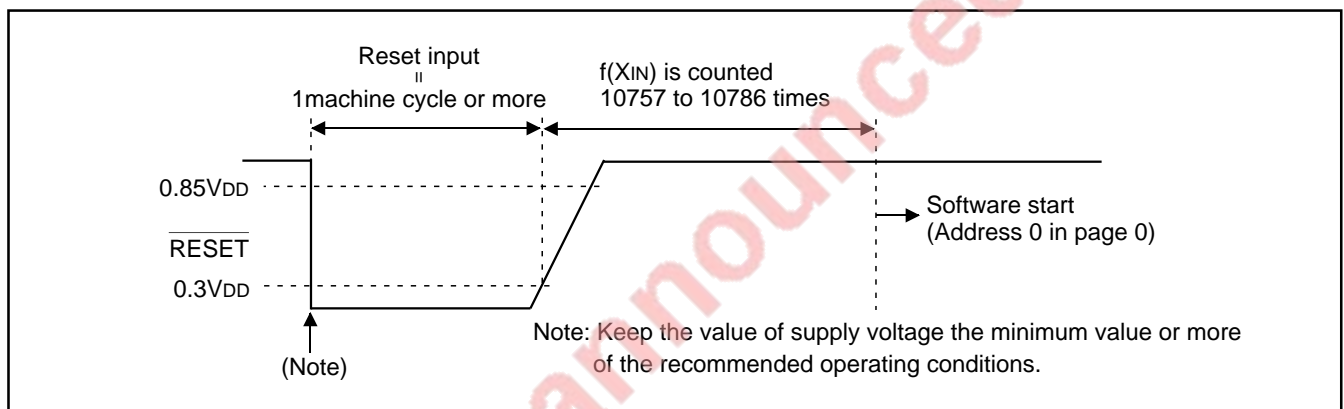 Reset input
=
1machine cycle or more
f(XIN) is counted
10757 to 10786 times
0.85VDD
RESET
0.3VDD
Software start
(Address 0 in page 0)
(Note)
Note: Keep the value of supply voltage the minimum value or more
of the recommended operating conditions.
announced